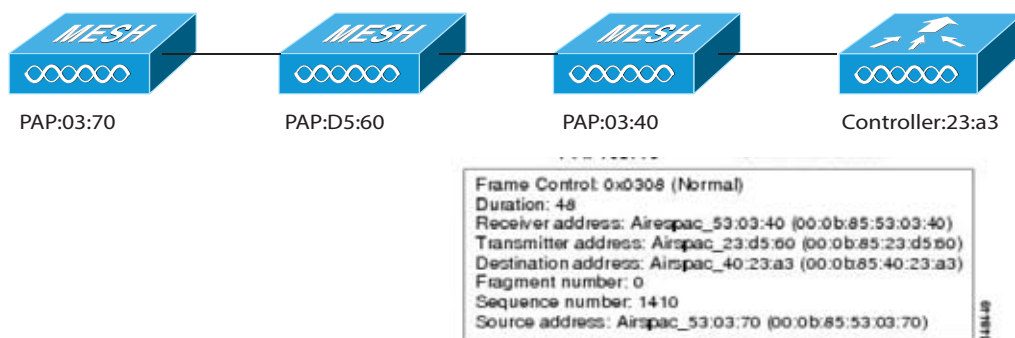 MESH MESH MESH
PAP:03:70 PAP:D5:60 PAP:03:40 Controller:23:a3
Frame Control: 0x0308 (Normal)
Duration: 48
Receiver address: Airespac_53:03:40 (00:0b:85:53:03:40)
Transmitter address: Airspac_23:d5:60 (00:0b:85:23:d5:60)
Destination address: Airspac_40:23:a3 (00:0b:85:40:23:a3)
Fragment number: 0
Sequence number: 1410
Source address: Airspac_53:03:70 (00:0b:85:53:03:70)